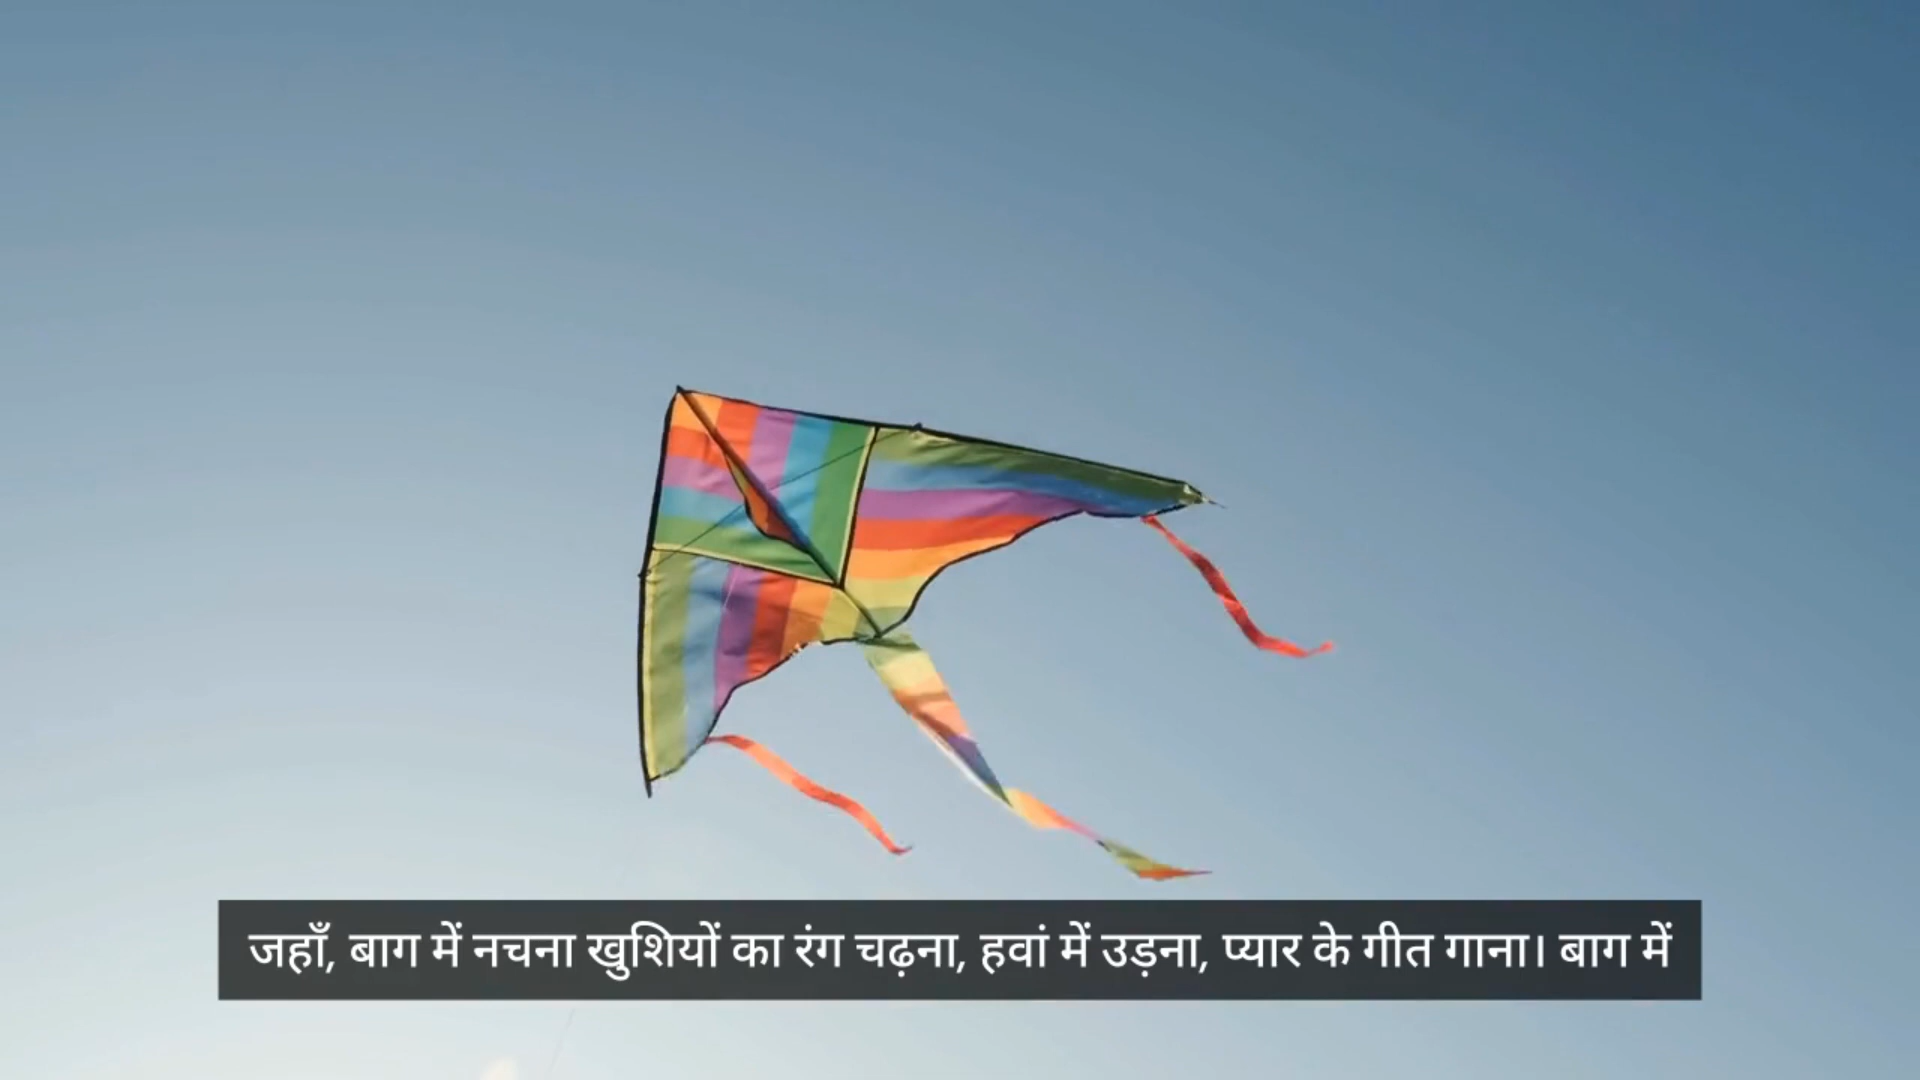 जहाँ, बाग में नचना खुशियों का रंग चढ़ना, हवां में उड़ना, प्यार के गीत गाना। बाग में